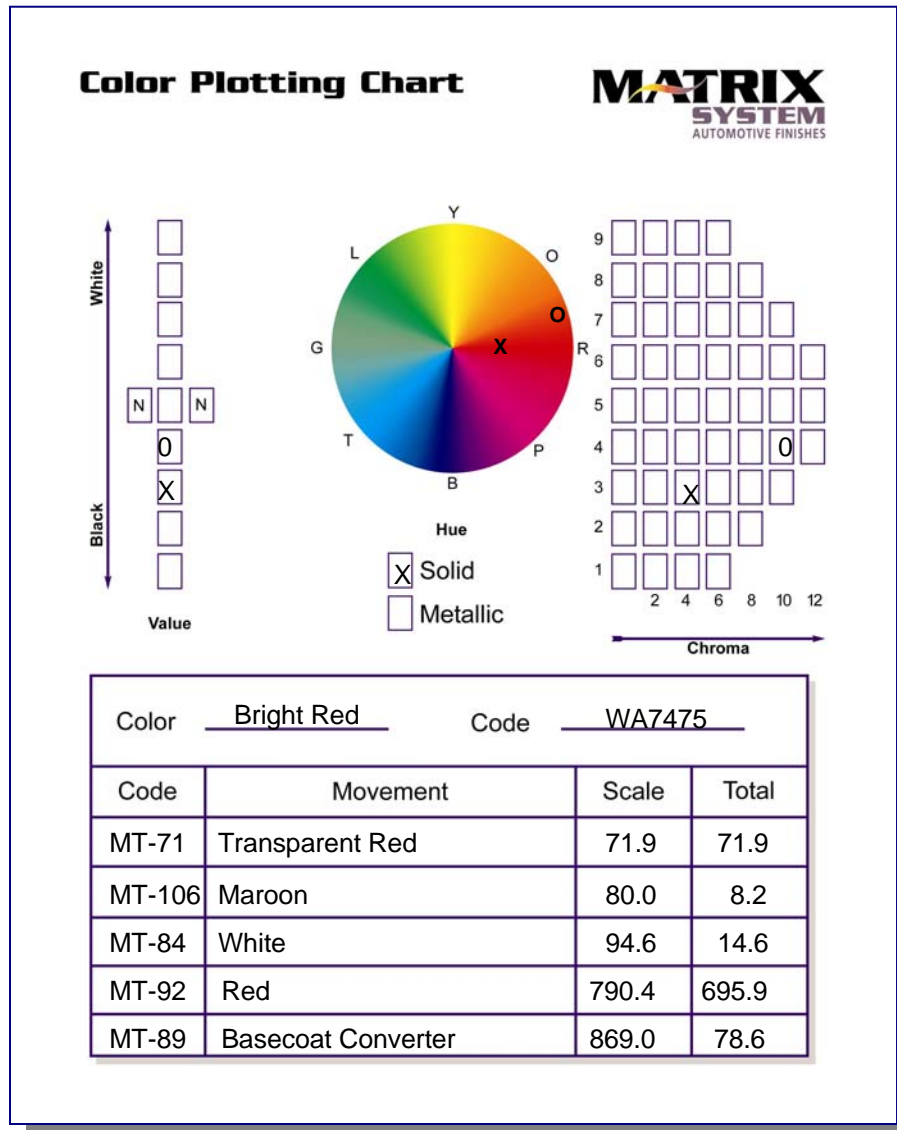 Color Plotting Chart
MATRIX
SYSTEM
AUTOMOTIVE FINISHES
White
Black
N N
0
X
Value
Y
L O
O
G X R
T P
B
Hue
X Solid
Metallic
9
8
7
6
5
4 0
3 X
2
1
2 4 6 8 10 12
Chroma
Color Bright Red Code WA7475
Code Movement Scale Total
MT-71 Transparent Red 71.9 71.9
MT-106 Maroon 80.0 8.2
MT-84 White 94.6 14.6
MT-92 Red 790.4 695.9
MT-89 Basecoat Converter 869.0 78.6